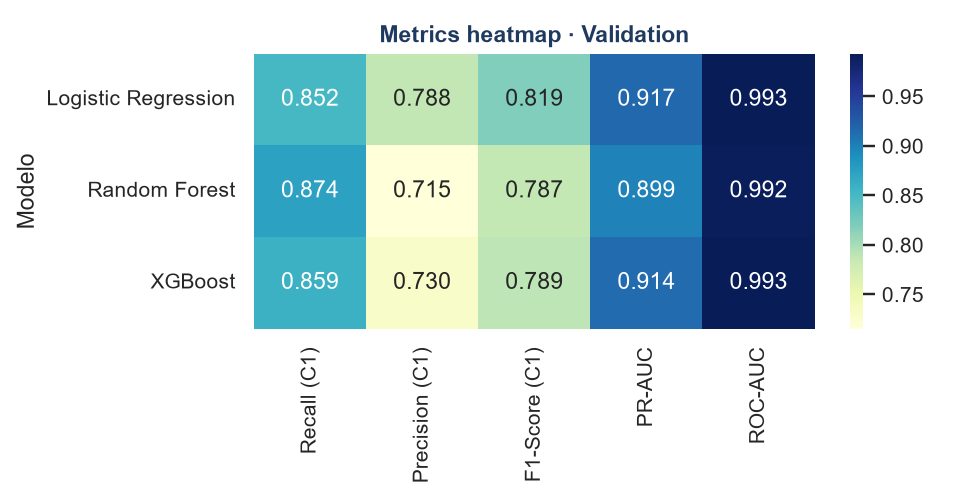 Metrics heatmap · Validation
Modelo
Logistic Regression 0.852 0.788 0.819 0.917 0.993
Random Forest 0.874 0.715 0.787 0.899 0.992
XGBoost 0.859 0.730 0.789 0.914 0.993
Recall (C1)
Precision (C1)
F1-Score (C1)
PR-AUC
ROC-AUC
0.95
0.90
0.85
0.80
0.75